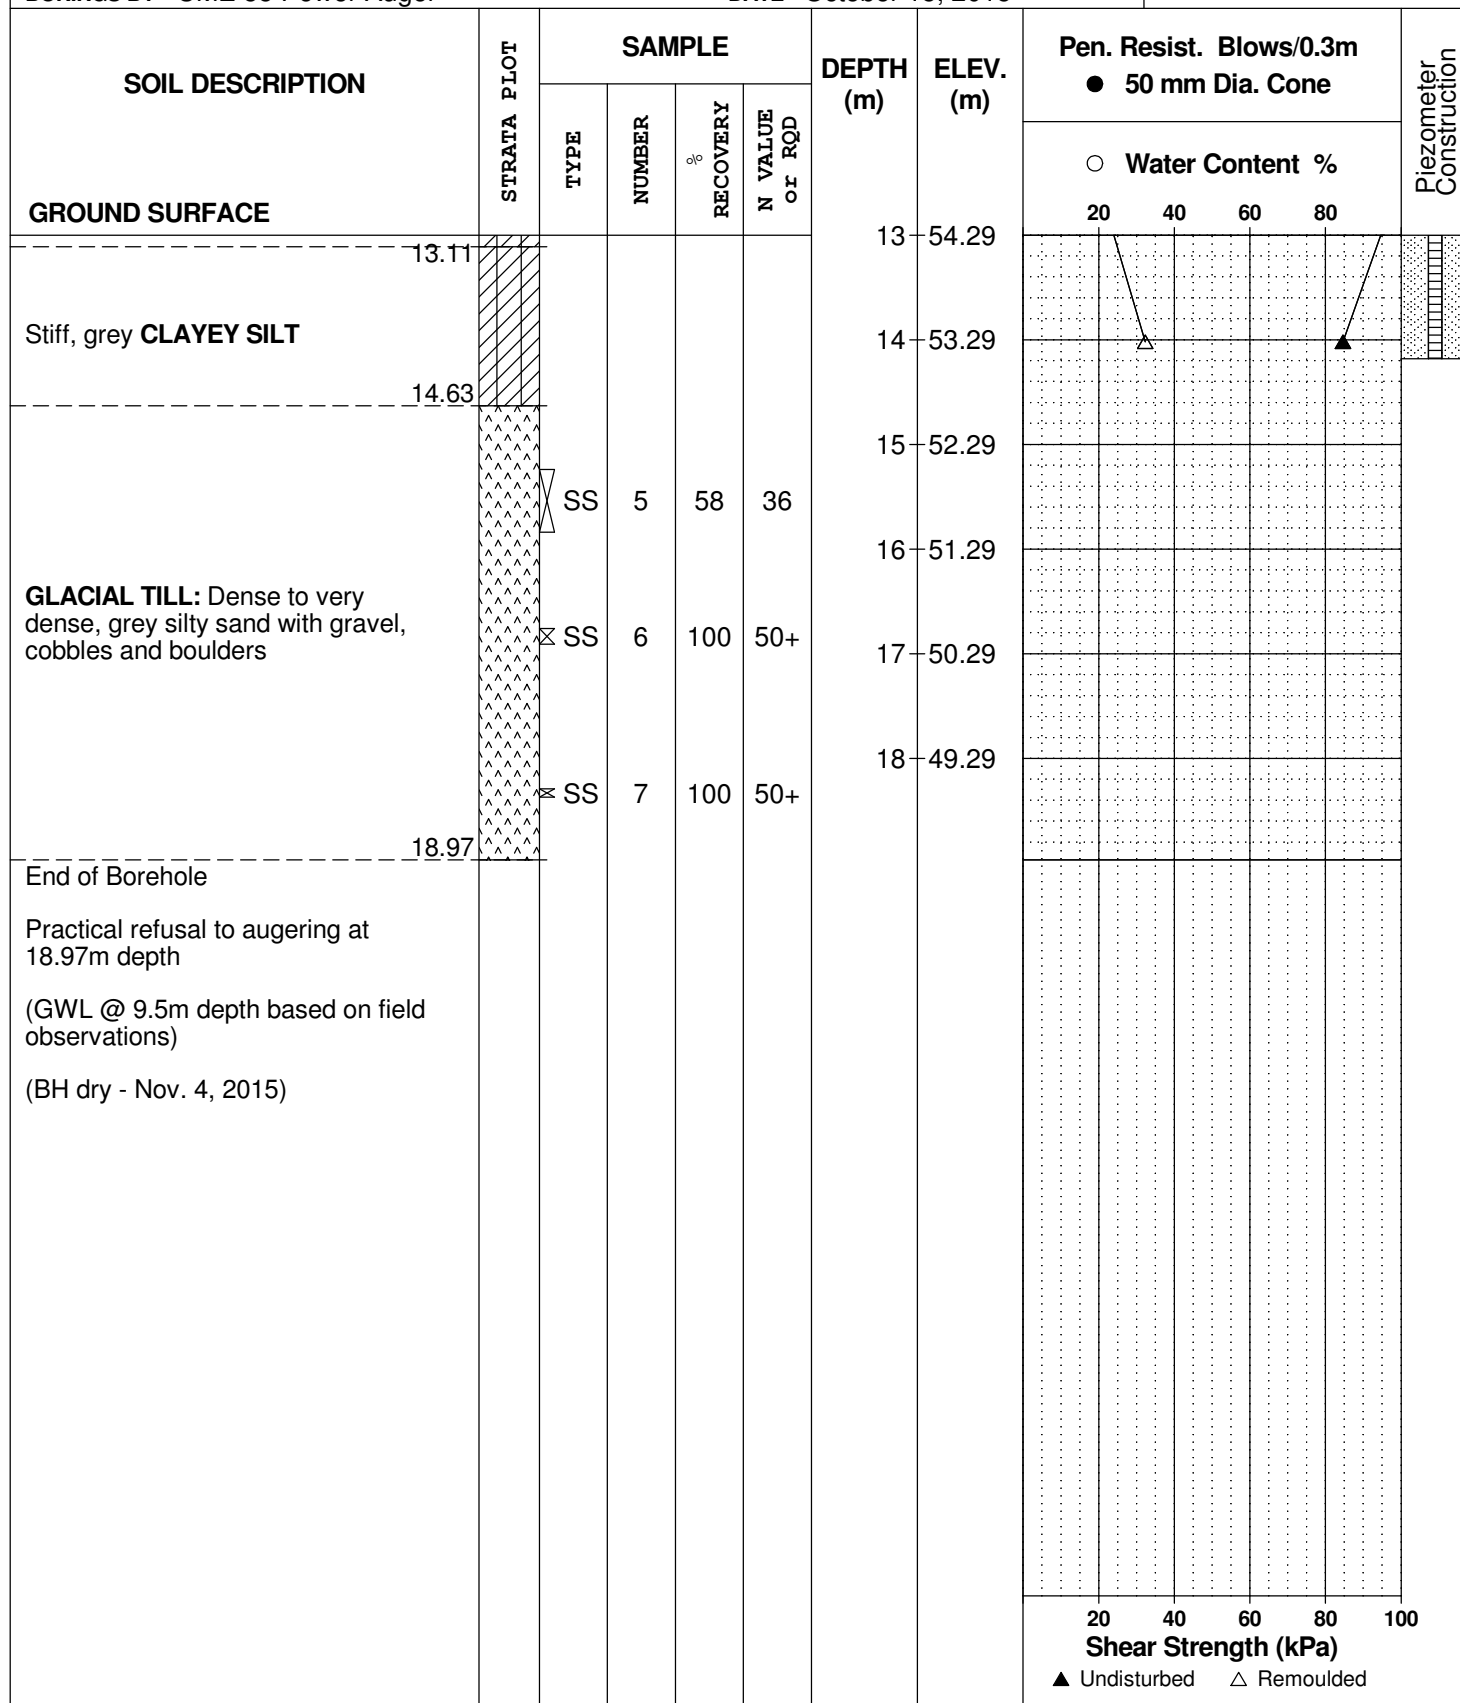 SOIL DESCRIPTION
GROUND SURFACE
STRATA PLOT
SAMPLE
TYPE
NUMBER
%
RECOVERY
N VALUE
or RQD
DEPTH
(m)
ELEV.
(m)
Pen. Resist. Blows/0.3m
● 50 mm Dia. Cone
○ Water Content %
20 40 60 80
Piezometer
Construction
13 54.29
13.11
Stiff, grey CLAYEY SILT
14 53.29
14.63
15 52.29
SS 5 58 36
16 51.29
GLACIAL TILL: Dense to very
dense, grey silty sand with gravel,
cobbles and boulders
SS 6 100 50+
17 50.29
18 49.29
SS 7 100 50+
18.97
End of Borehole
Practical refusal to augering at
18.97m depth
(GWL @ 9.5m depth based on field
observations)
(BH dry - Nov. 4, 2015)
20 40 60 80 100
Shear Strength (kPa)
▲ Undisturbed △ Remoulded